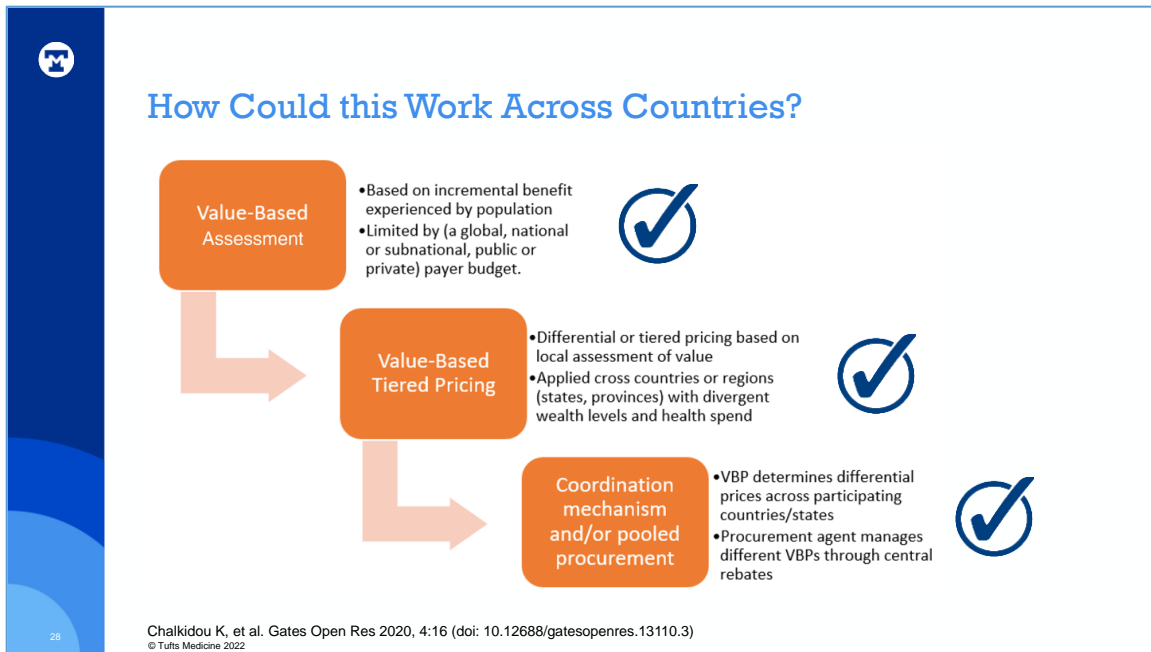 How Could this Work Across Countries?
Value-Based
Assessment
•Based on incremental benefit
experienced by population
•Limited by (a global, national
or subnational, public or
private) payer budget.
Value-Based
Tiered Pricing
•Differential or tiered pricing based on
local assessment of value
•Applied cross countries or regions
(states, provinces) with divergent
wealth levels and health spend
Coordination
mechanism
and/or pooled
procurement
•VBP determines differential
prices across participating
countries/states
•Procurement agent manages
different VBPs through central
rebates
28
Chalkidou K, et al. Gates Open Res 2020, 4:16 (doi: 10.12688/gatesopenres.13110.3)
© Tufts Medicine 2022